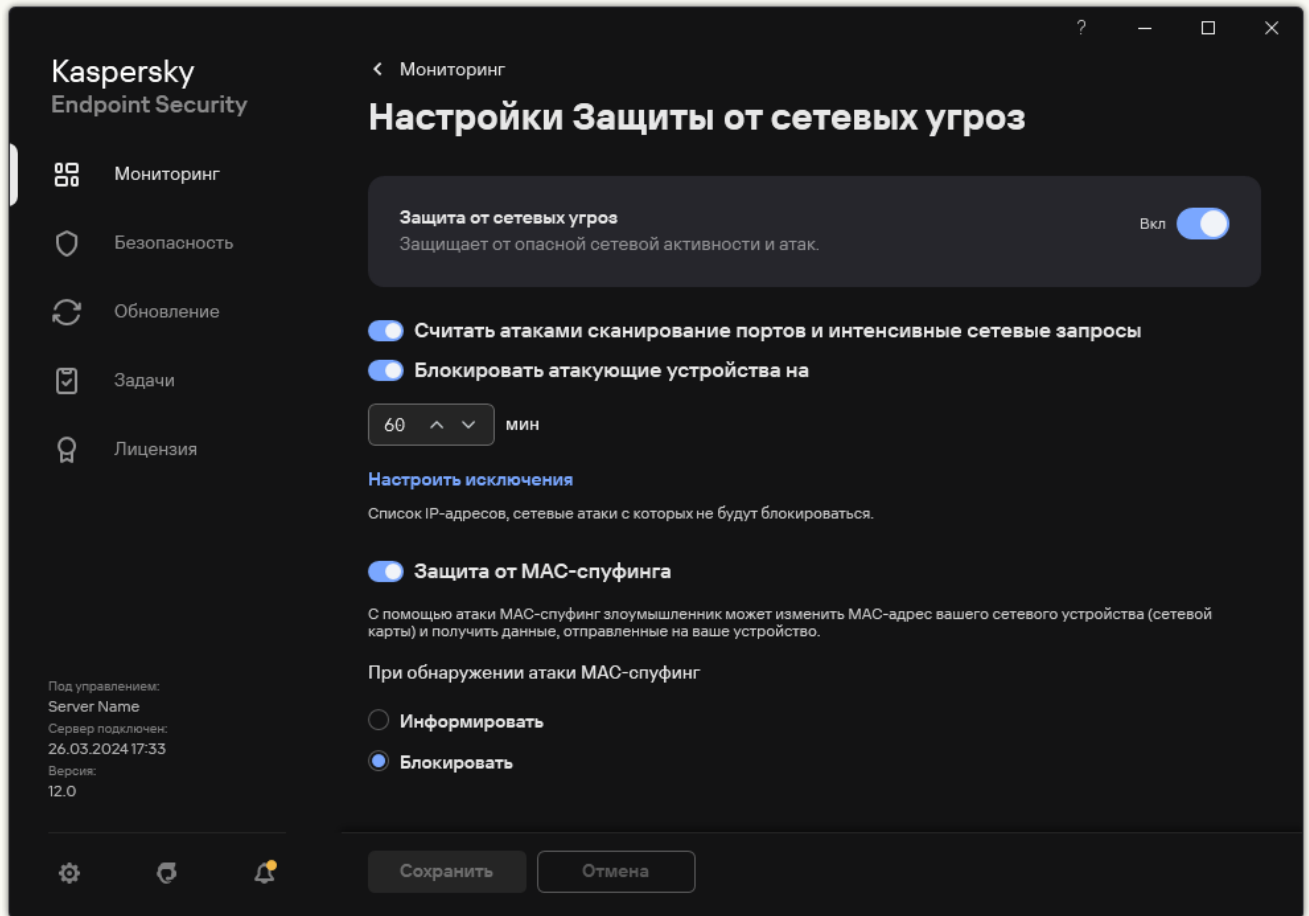 ?
Kaspersky
Endpoint Security
Мониторинг
Безопасность
Обновление
Задачи
Лицензия
Под управлением:
Server Name
Сервер подключен:
26.03.2024 17:33
Версия:
12.0
Мониторинг
Настройки Защиты от сетевых угроз
Защита от сетевых угроз
Защищает от опасной сетевой активности и атак.
Вкл
Считать атаками сканирование портов и интенсивные сетевые запросы
Блокировать атакующие устройства на
60 мин
Настроить исключения
Список IP-адресов, сетевые атаки с которых не будут блокироваться.
Защита от MAC-спуфинга
С помощью атаки MAC-спуфинг злоумышленник может изменить MAC-адрес вашего сетевого устройства (сетевой
карты) и получить данные, отправленные на ваше устройство.
При обнаружении атаки MAC-спуфинг
Информировать
Блокировать
Сохранить
Отмена